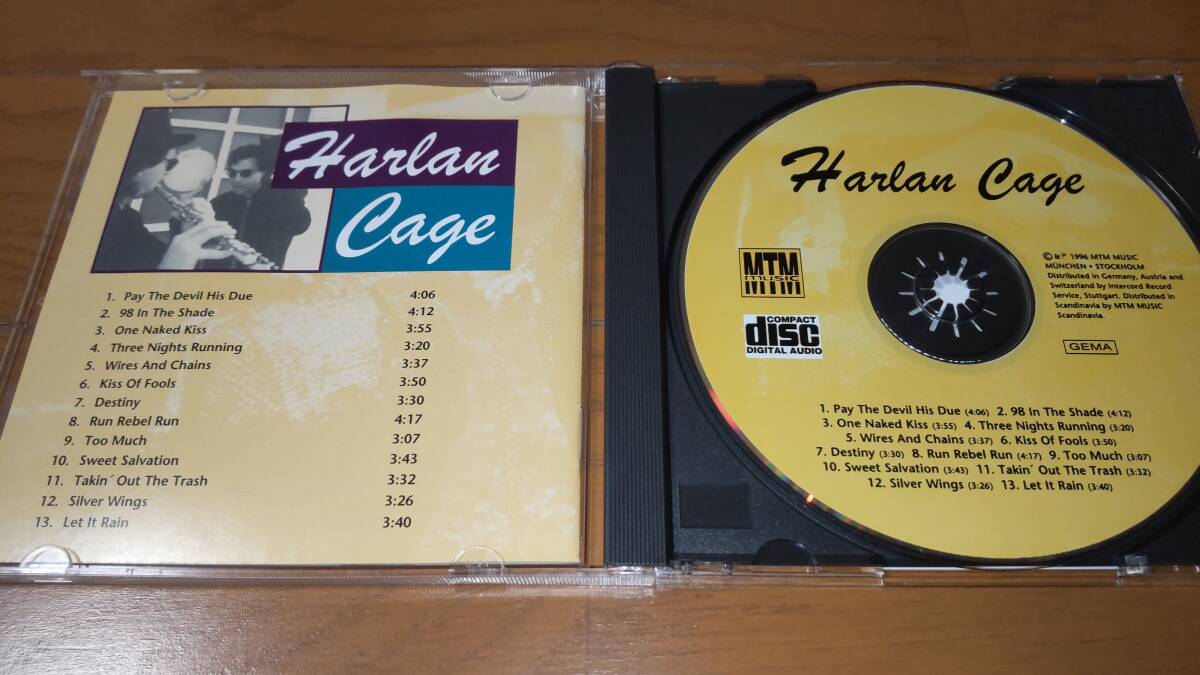 Harlan
Cage
1. Pay The Devil His Due 4:06
2. 98 In The Shade 4:12
3. One Naked Kiss 3:55
4. Three Nights Running 3:20
5. Wires And Chains 3:37
6. Kiss Of Fools 3:50
7. Destiny 3:30
8. Run Rebel Run 4:17
9. Too Much 3:07
10. Sweet Salvation 3:43
11. Takin´ Out The Trash 3:32
12. Silver Wings 3:26
13. Let It Rain 3:40
Harlan Cage
MTM
music
MTM
COMPACT
disc
DIGITAL AUDIO
©&℗ 1996 MTM MUSIC
MÜNCHEN • STOCKHOLM
Distributed in Germany, Austria and
Switzerland by Intercord Record
Service, Stuttgart. Distributed in
Scandinavia by MTM MUSIC
Scandinavia.
GEMA
1. Pay The Devil His Due (4:06) 2. 98 In The Shade (4:12)
3. One Naked Kiss (3:55) 4. Three Nights Running (3:20)
5. Wires And Chains (3:37) 6. Kiss Of Fools (3:50)
7. Destiny (3:30) 8. Run Rebel Run (4:17) 9. Too Much (3:07)
10. Sweet Salvation (3:43) 11. Takin´ Out The Trash (3:32)
12. Silver Wings (3:26) 13. Let It Rain (3:40)